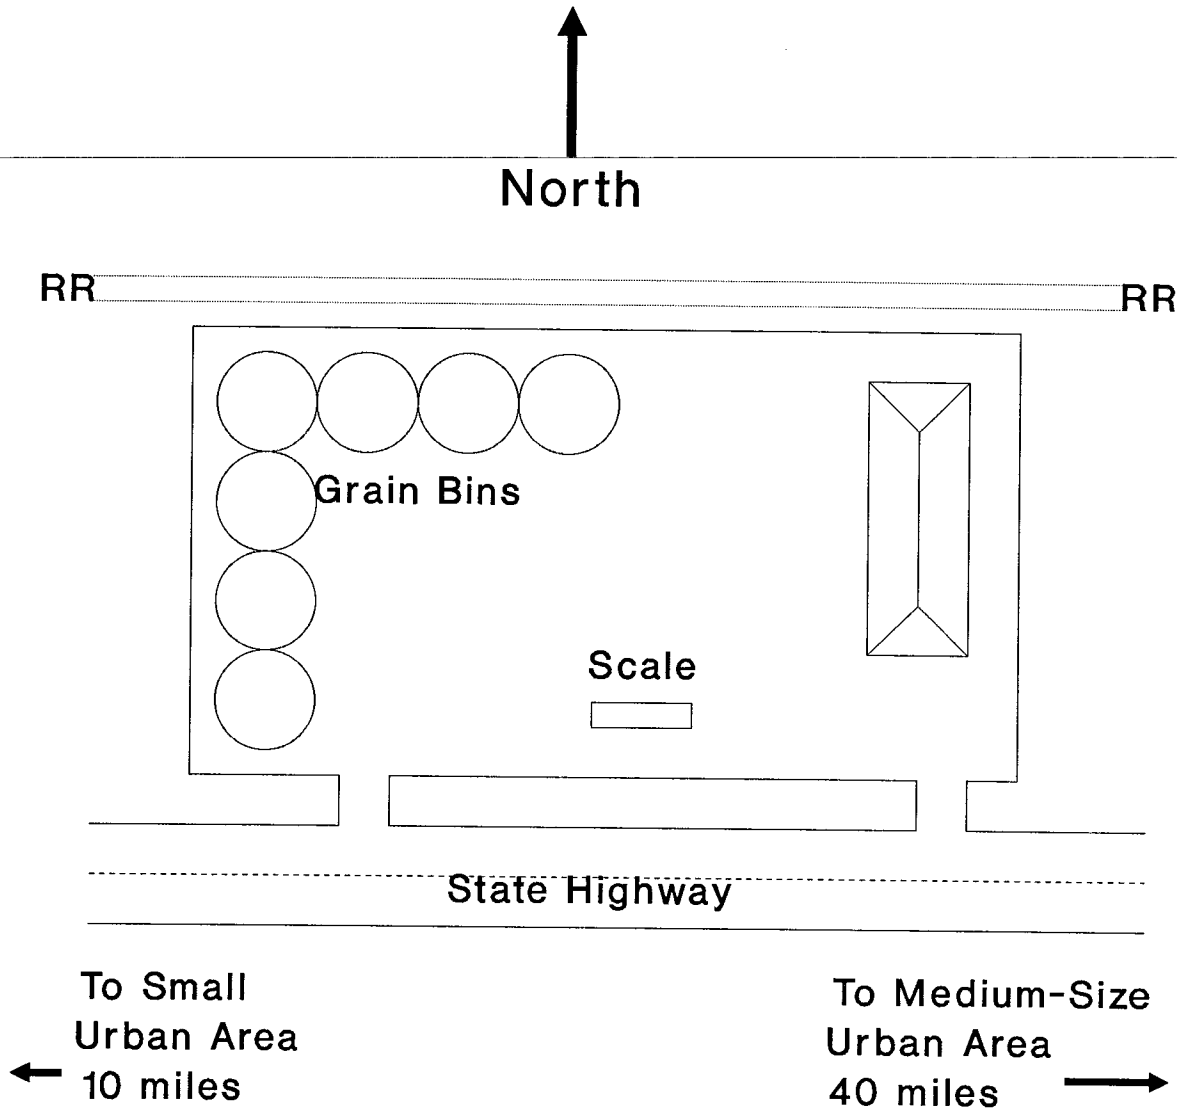 North
RR
RR
Grain Bins
Scale
State Highway
To Small
Urban Area
10 miles
To Medium-Size
Urban Area
40 miles